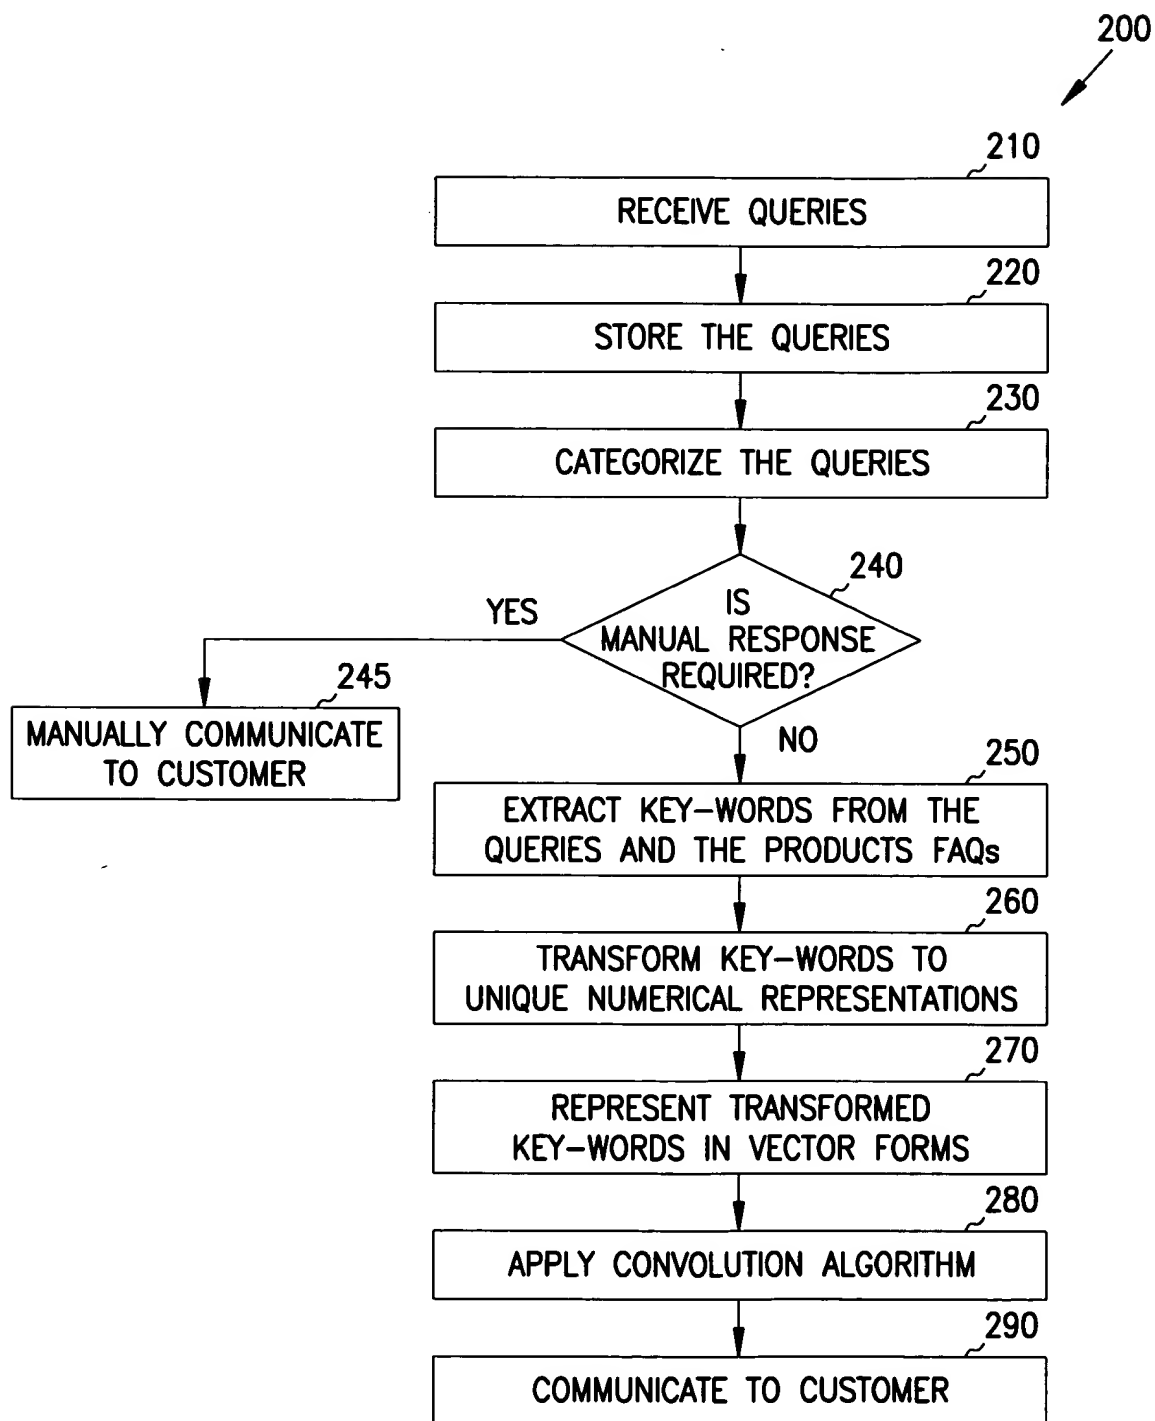 200
210
RECEIVE QUERIES
220
STORE THE QUERIES
230
CATEGORIZE THE QUERIES
240
IS
MANUAL RESPONSE
REQUIRED?
YES
245
MANUALLY COMMUNICATE
TO CUSTOMER
NO
250
EXTRACT KEY-WORDS FROM THE
QUERIES AND THE PRODUCTS FAQs
260
TRANSFORM KEY-WORDS TO
UNIQUE NUMERICAL REPRESENTATIONS
270
REPRESENT TRANSFORMED
KEY-WORDS IN VECTOR FORMS
280
APPLY CONVOLUTION ALGORITHM
290
COMMUNICATE TO CUSTOMER